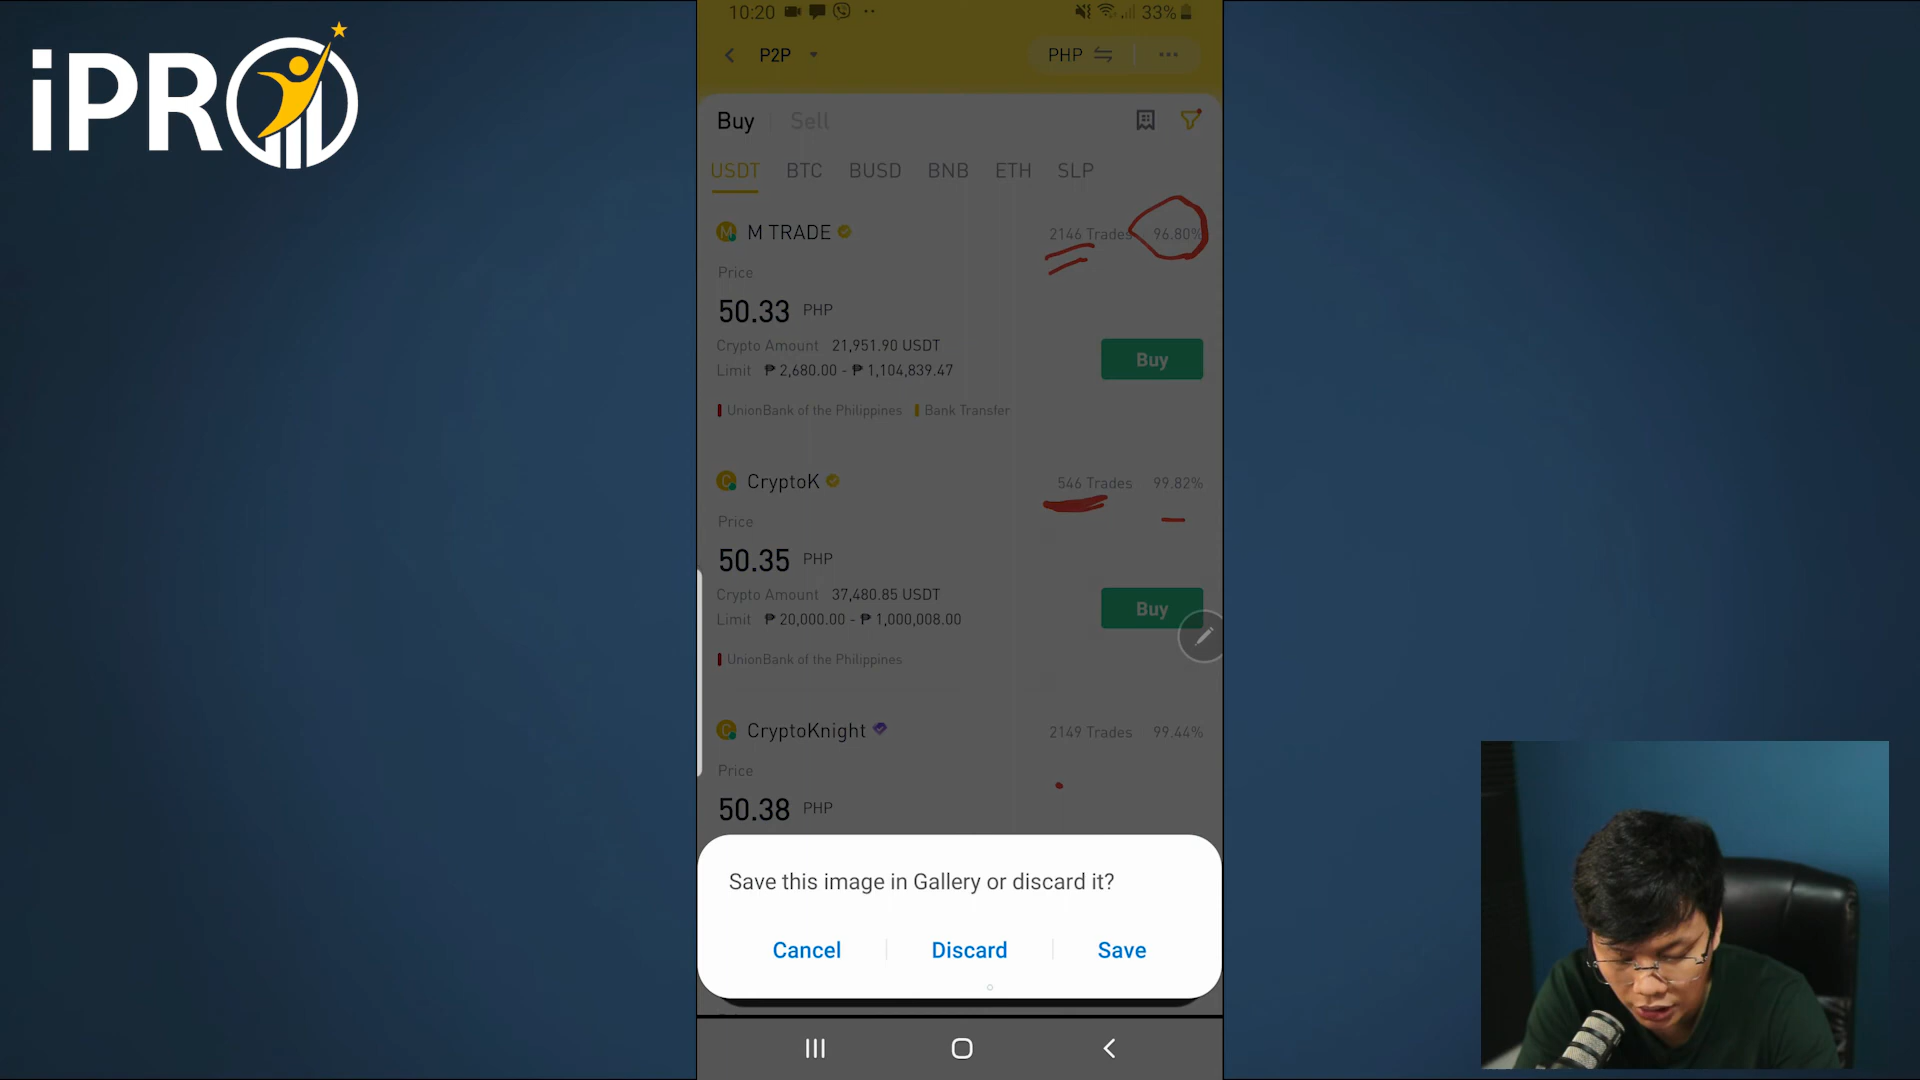 iPRO
10:20
33%
P2P
PHP
Buy
Sell
USDT BTC BUSD BNB ETH SLP
M TRADE
2146 Trades 96.80%
Price
50.33 PHP
Crypto Amount 21,951.90 USDT
Limit ₱ 2,680.00 - ₱ 1,104,839.47
Buy
UnionBank of the Philippines
Bank Transfer
CryptoK
546 Trades 99.82%
Price
50.35 PHP
Crypto Amount 37,480.85 USDT
Limit ₱ 20,000.00 - ₱ 1,000,008.00
Buy
UnionBank of the Philippines
CryptoKnight
2149 Trades 99.44%
Price
50.38 PHP
Save this image in Gallery or discard it?
Cancel
Discard
Save